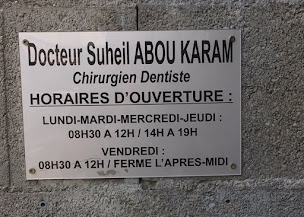 Docteur Suheil ABOU KARAM
Chirurgien Dentiste
HORAIRES D'OUVERTURE :
LUNDI-MARDI-MERCREDI-JEUDI :
08H30 A 12H / 14H A 19H
VENDREDI :
08H30 A 12H / FERME L'APRES-MIDI